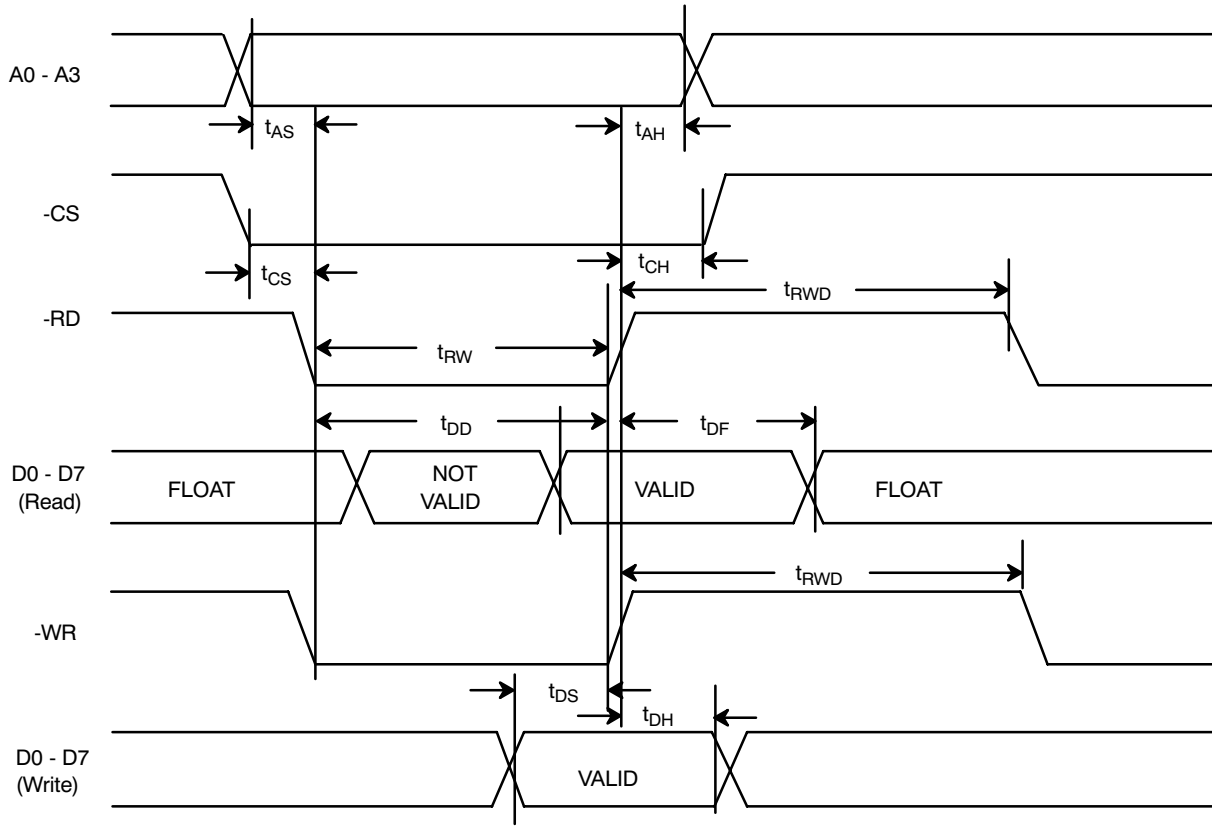 A0 - A3
tAS
tAH
-CS
tCS
tCH
tRWD
-RD
tRW
tDD
tDF
D0 - D7
(Read)
FLOAT
NOT
VALID
VALID
FLOAT
tRWD
-WR
tDS
tDH
D0 - D7
(Write)
VALID